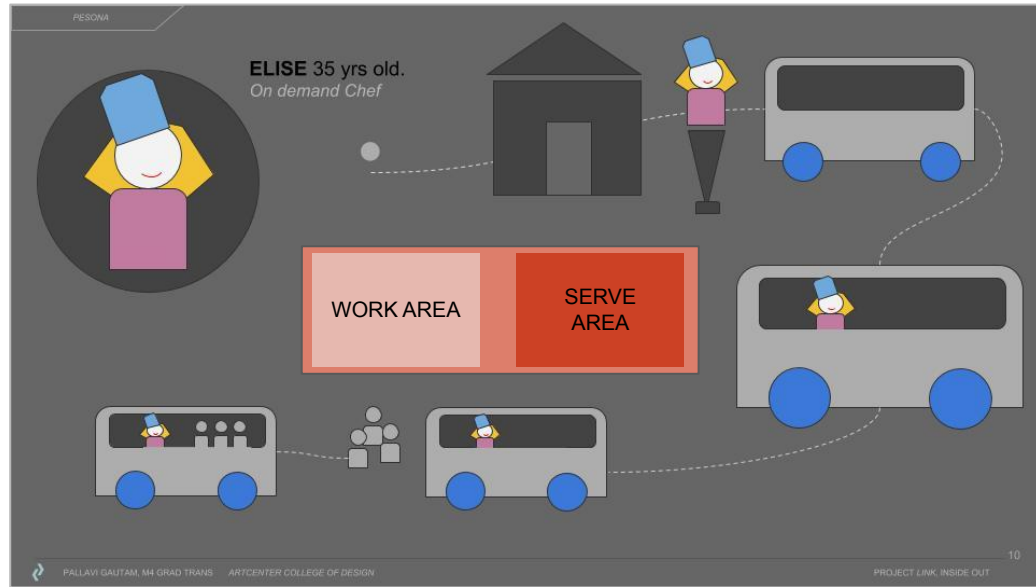 PESONA
ELISE 35 yrs old.
On demand Chef
WORK AREA
SERVE
AREA
10
PALLAVI GAUTAM, M4 GRAD TRANS ARTCENTER COLLEGE OF DESIGN
PROJECT LINK, INSIDE OUT